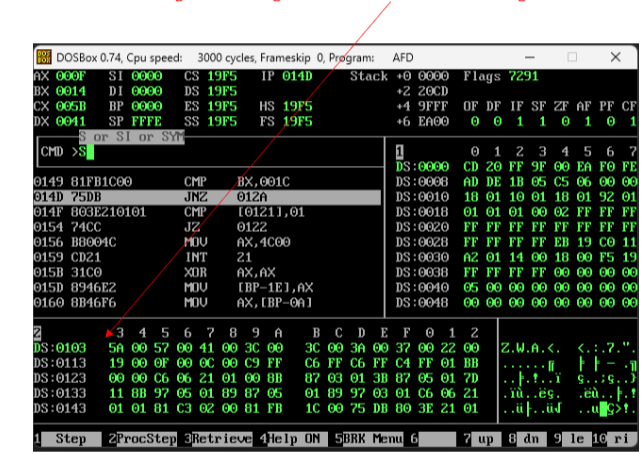 DOSBox 0.74, Cpu speed: 3000 cycles, Frameskip 0, Program: AFD
AX 000F SI 0000 CS 19F5 IP 014D Stack +0 0000 Flags 7291
BX 0014 DI 0000 DS 19F5 +2 20CD
CX 005B BP 0000 ES 19F5 HS 19F5 +4 9FFF OF DF IF SF ZF AF PF CF
DX 0041 SP FFFE SS 19F5 FS 19F5 +6 EA00 0 0 1 1 0 1 0 1
S or SI or SYM
CMD >S 1 0 1 2 3 4 5 6 7
DS:0000 CD 20 FF 9F 00 EA F0 FE
0149 81FB1C00 CMP BX,001C DS:0008 AD DE 1B 05 C5 06 00 00
014D 75DB JNZ 012A DS:0010 18 01 10 01 18 01 92 01
014F 803E210101 CMP [0121],01 DS:0018 01 01 01 00 02 FF FF FF
0154 74CC JZ 0122 DS:0020 FF FF FF FF FF FF FF FF
0156 B8004C MOV AX,4C00 DS:0028 FF FF FF FF EB 19 C0 11
0159 CD21 INT 21 DS:0030 A2 01 14 00 18 00 F5 19
015B 31C0 XOR AX,AX DS:0038 FF FF FF FF 00 00 00 00
015D 8946E2 MOV [BP-1E],AX DS:0040 05 00 00 00 00 00 00 00
0160 8B46F6 MOV AX,[BP-0A] DS:0048 00 00 00 00 00 00 00 00
2 3 4 5 6 7 8 9 A B C D E F 0 1 2
DS:0103 5A 00 57 00 41 00 3C 00 3C 00 3A 00 37 00 22 00 Z.W.A.<. <.:.7.".
DS:0113 19 00 0F 00 0C 00 C9 FF C6 FF C6 FF C4 FF 01 BB
DS:0123 00 00 C6 06 21 01 00 8B 87 03 01 3B 87 05 01 7D
DS:0133 11 8B 97 05 01 89 87 05 01 89 97 03 01 C6 06 21
DS:0143 01 01 81 C3 02 00 81 FB 1C 00 75 DB 80 3E 21 01
1 Step 2ProcStep 3Retrieve 4Help ON 5BRK Menu 6 7 up 8 dn 9 le 10 ri